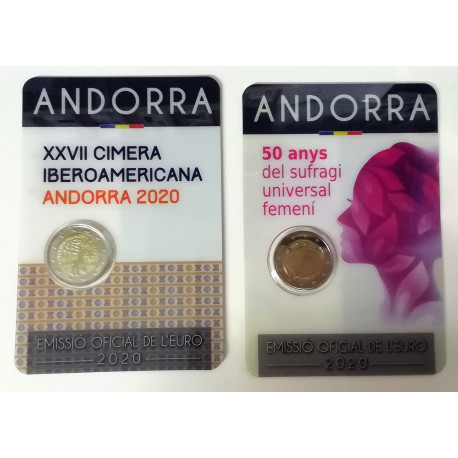 ANDORRA
XXVII CIMERA
IBEROAMERICANA
ANDORRA 2020
EMISSIÓ OFICIAL DE L'EURO
2020
ANDORRA
50 anys
del sufragi
universal
femení
EMISSIÓ OFICIAL DE L'EURO
2020